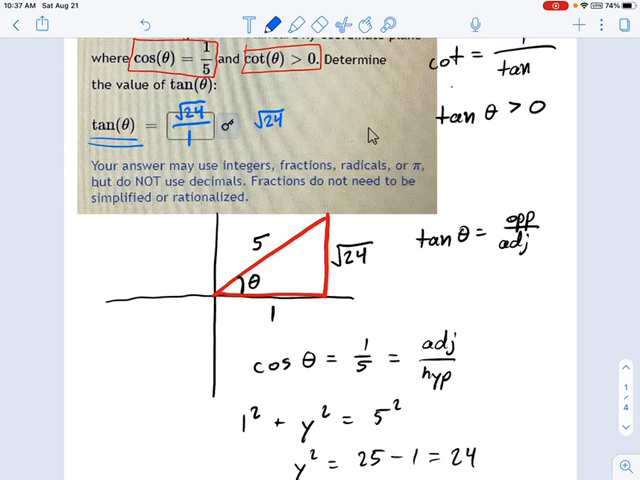 10:37 AM Sat Aug 21
74%
where cos(θ) = 1/5 and cot(θ) > 0. Determine
the value of tan(θ):
tan(θ) = √24/1 or √24
Your answer may use integers, fractions, radicals, or π,
but do NOT use decimals. Fractions do not need to be
simplified or rationalized.
cot = 1/tan
tan θ > 0
tan θ = opp/adj
5
√24
θ
1
cos θ = 1/5 = adj/hyp
1² + y² = 5²
y² = 25 − 1 = 24
1
/
4